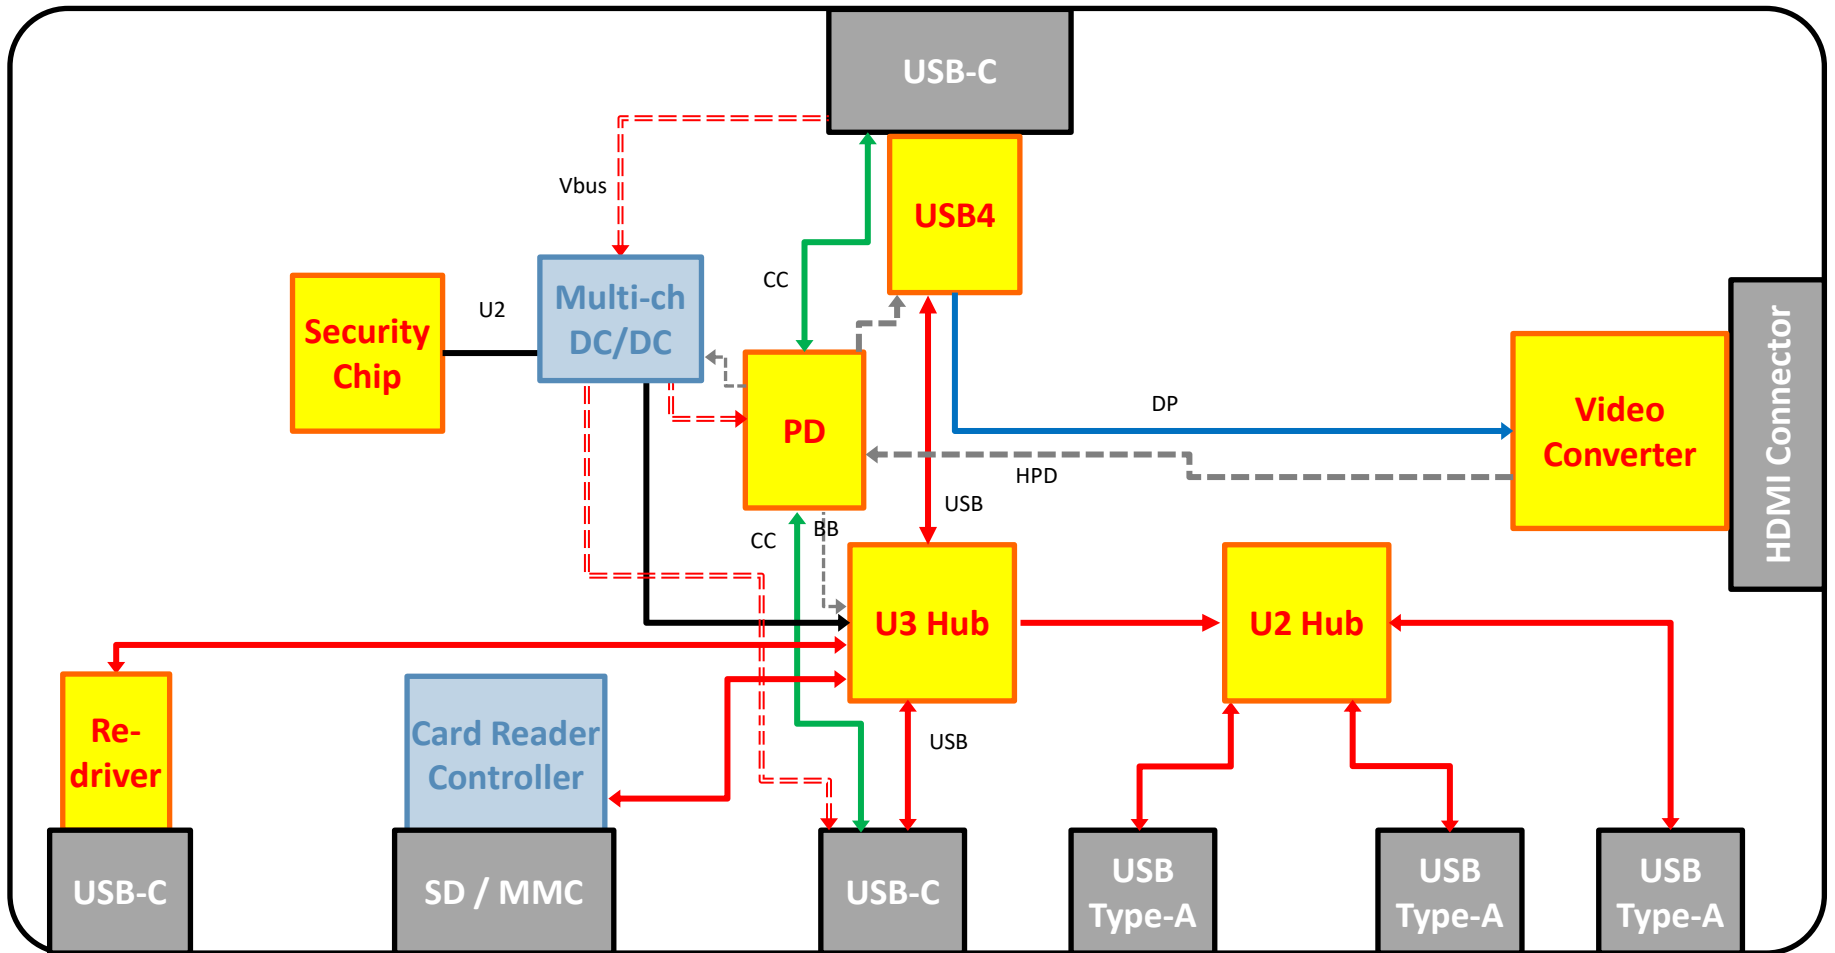 USB-C
Vbus
USB4
CC
U2
Multi-ch
DC/DC
Security
Chip
PD
DP
HPD
Video
Converter
HDMI Connector
USB
BB
CC
U3 Hub
U2 Hub
Re-
driver
Card Reader
Controller
USB
USB-C
SD / MMC
USB-C
USB
Type-A
USB
Type-A
USB
Type-A